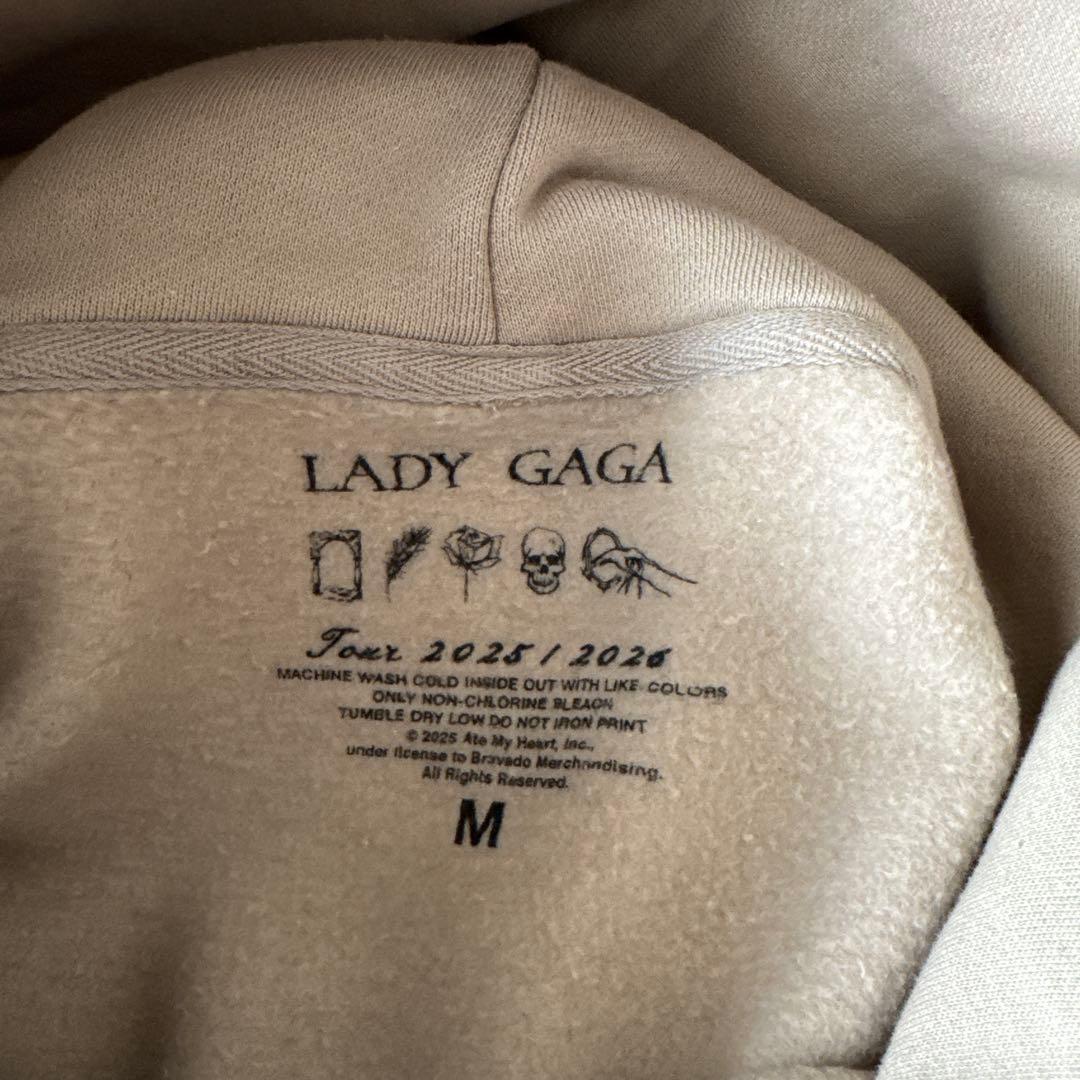 LADY GAGA
Tour 2025 / 2026
MACHINE WASH COLD INSIDE OUT WITH LIKE COLORS
ONLY NON-CHLORINE BLEACH
TUMBLE DRY LOW DO NOT IRON PRINT
© 2025 Ate My Heart, Inc.,
under license to Bravado Merchandising.
All Rights Reserved.
M